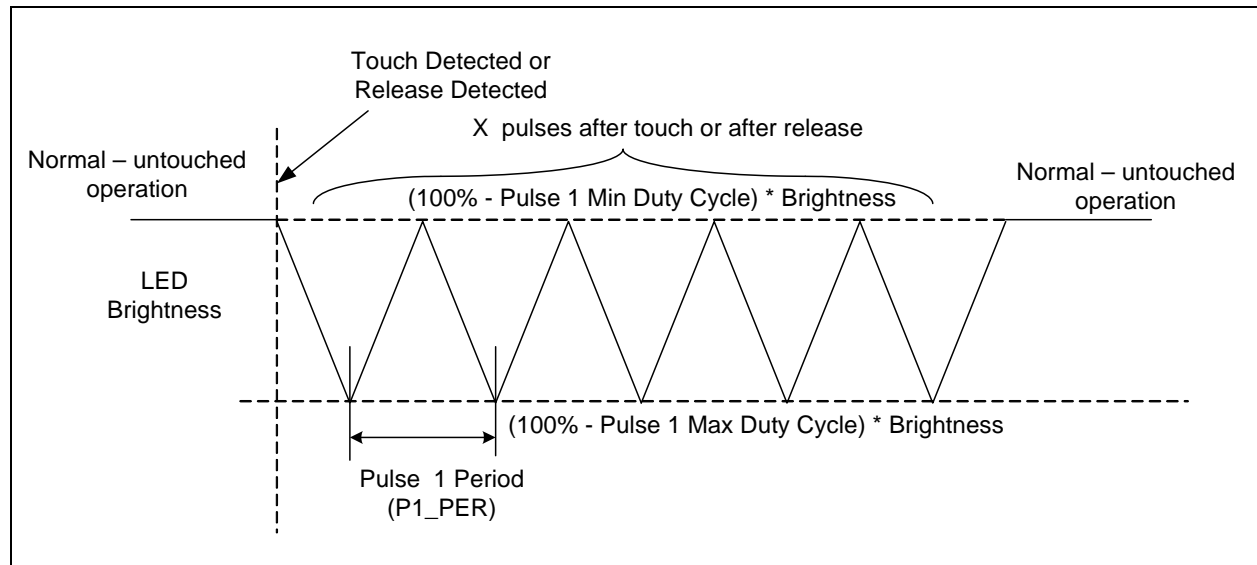 Touch Detected or
Release Detected
X pulses after touch or after release
Normal – untouched
operation
Normal – untouched
operation
(100% - Pulse 1 Min Duty Cycle) * Brightness
LED
Brightness
(100% - Pulse 1 Max Duty Cycle) * Brightness
Pulse 1 Period
(P1_PER)